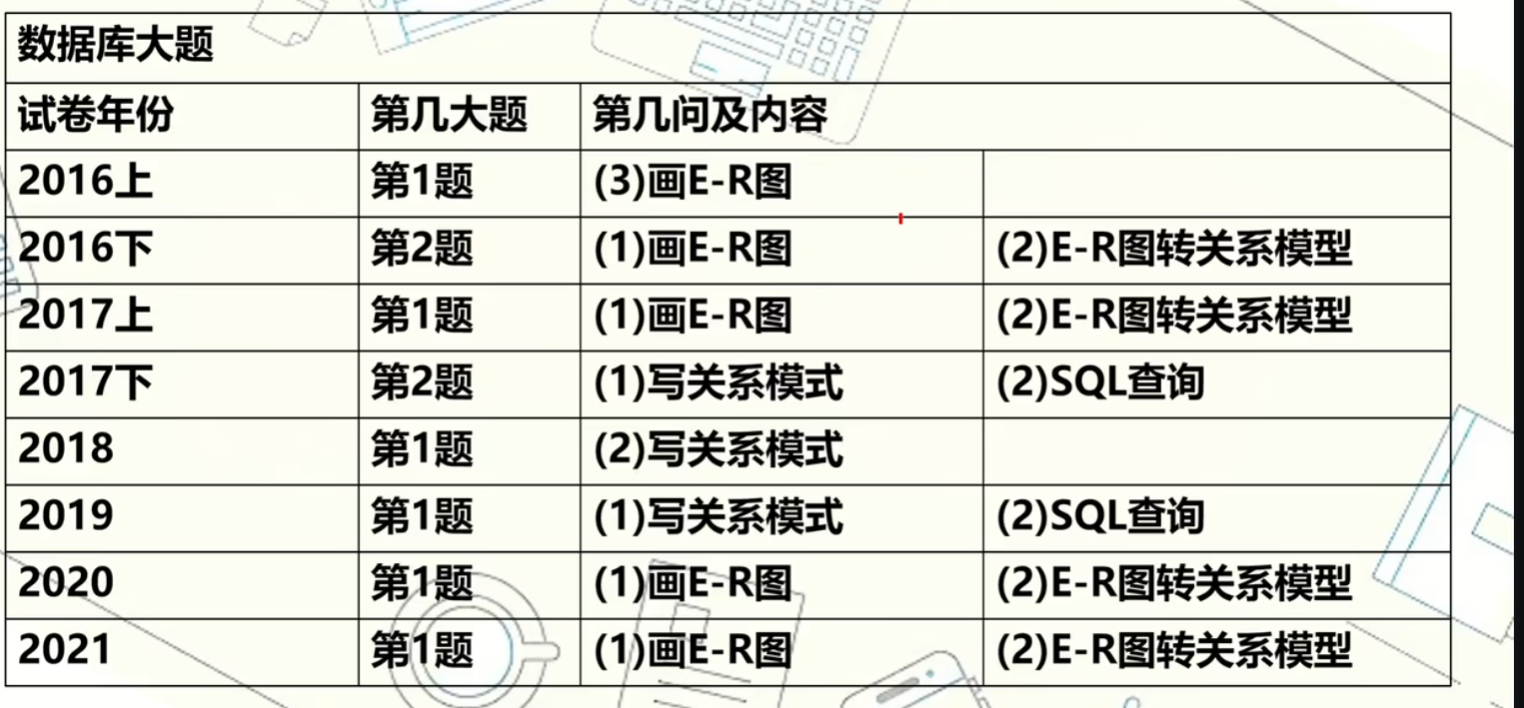 数据库大题
试卷年份 第几大题 第几问及内容
2016上 第1题 (3)画E-R图
2016下 第2题 (1)画E-R图 (2)E-R图转关系模型
2017上 第1题 (1)画E-R图 (2)E-R图转关系模型
2017下 第2题 (1)写关系模式 (2)SQL查询
2018 第1题 (2)写关系模式
2019 第1题 (1)写关系模式 (2)SQL查询
2020 第1题 (1)画E-R图 (2)E-R图转关系模型
2021 第1题 (1)画E-R图 (2)E-R图转关系模型